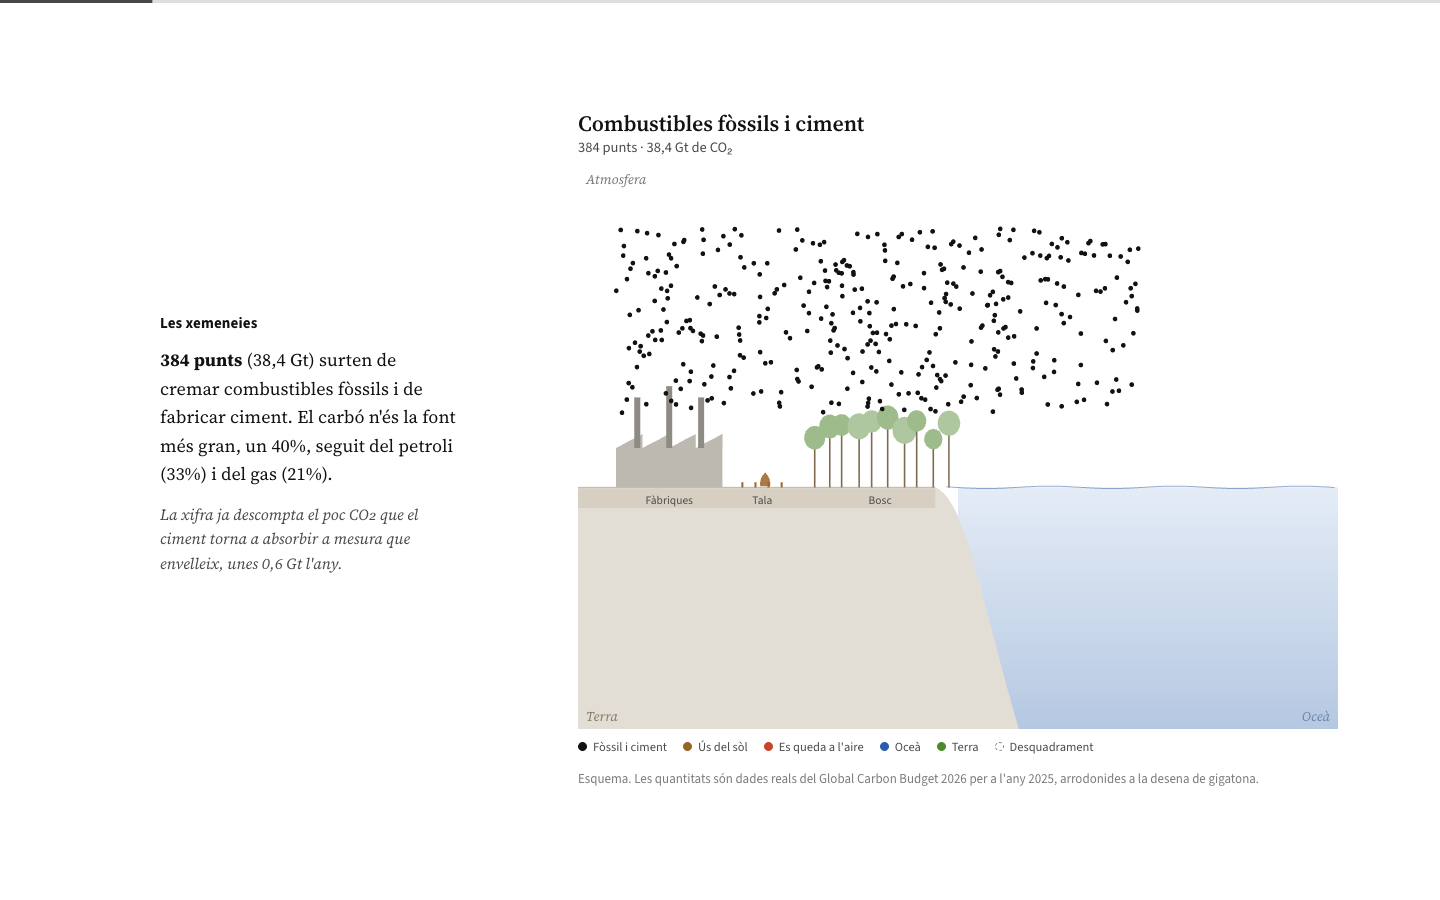 Combustibles fòssils i ciment
384 punts · 38,4 Gt de CO₂
Atmosfera
Les xemeneies
384 punts (38,4 Gt) surten de
cremar combustibles fòssils i de
fabricar ciment. El carbó n'és la font
més gran, un 40%, seguit del petroli
(33%) i del gas (21%).
La xifra ja descompta el poc CO2 que el
ciment torna a absorbir a mesura que
envelleix, unes 0,6 Gt l'any.
Fàbriques
Tala
Bosc
Terra
Oceà
Fòssil i ciment
Ús del sòl
Es queda a l'aire
Oceà
Terra
Desquadrament
Esquema. Les quantitats són dades reals del Global Carbon Budget 2026 per a l'any 2025, arrodonides a la desena de gigatona.